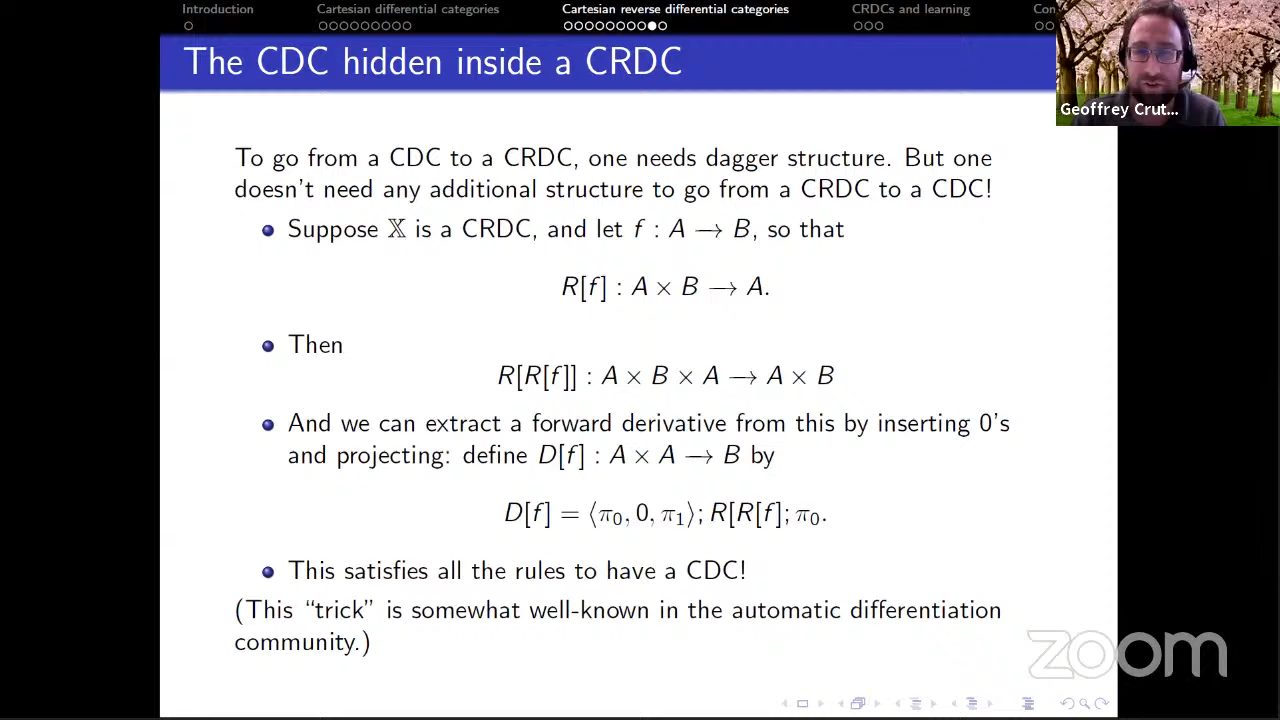 Introduction
Cartesian differential categories
Cartesian reverse differential categories
CRDCs and learning
Con
The CDC hidden inside a CRDC
Geoffrey Crut...
To go from a CDC to a CRDC, one needs dagger structure. But one
doesn't need any additional structure to go from a CRDC to a CDC!
Suppose 𝕏 is a CRDC, and let f : A ⟶ B, so that
R[f] : A × B ⟶ A.
Then
R[R[f]] : A × B × A ⟶ A × B
And we can extract a forward derivative from this by inserting 0's
and projecting: define D[f] : A × A ⟶ B by
D[f] = ⟨π₀, 0, π₁⟩; R[R[f]; π₀.
This satisfies all the rules to have a CDC!
(This "trick" is somewhat well-known in the automatic differentiation
community.)
zoom